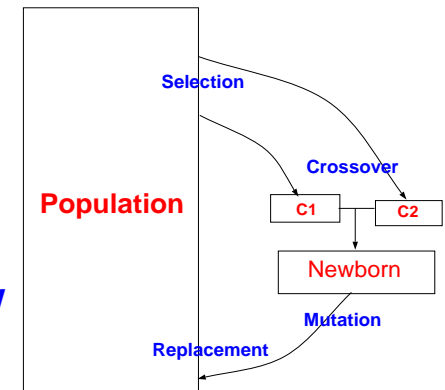 Selection
Crossover
Population
C1
C2
Newborn
Mutation
Replacement